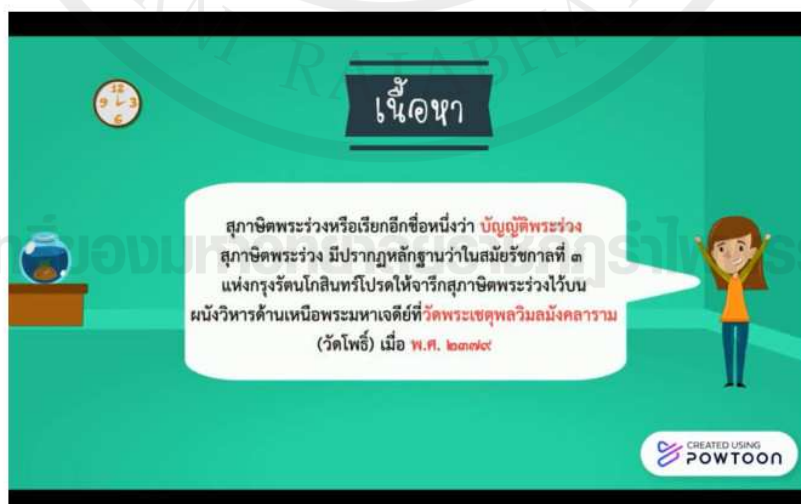 12
9 3
6
เนื้อหา
สุภาษิตพระร่วงหรือเรียกอีกชื่อหนึ่งว่า บัญญัติพระร่วง
สุภาษิตพระร่วง มีปรากฏหลักฐานว่าในสมัยรัชกาลที่ ๓
แห่งกรุงรัตนโกสินทร์โปรดให้จารึกสุภาษิตพระร่วงไว้บน
ผนังวิหารด้านเหนือพระมหาเจดีย์ที่วัดพระเชตุพลวิมลมังคลาราม
(วัดโพธิ์) เมื่อ พ.ศ. ๒๓๗๙
CREATED USING
POWTOON